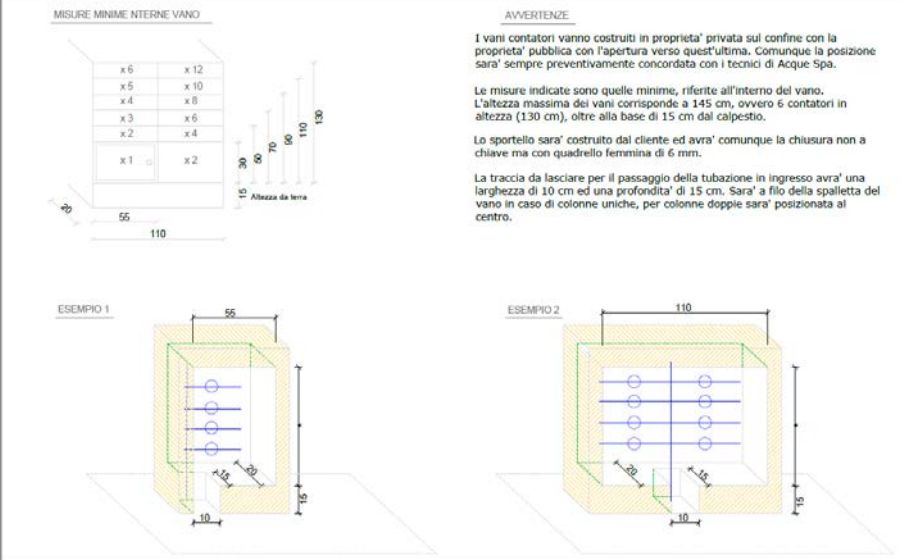 MISURE MINIME NTERNE VANO
x 6 x 12
x 5 x 10
x 4 x 8
x 3 x 6
x 2 x 4
x 1 x 2
30 50 70 90 110 130
15 Altezza da terra
20
55
110
AVVERTENZE
I vani contatori vanno costruiti in proprieta' privata sul confine con la
proprieta' pubblica con l'apertura verso quest'ultima. Comunque la posizione
sara' sempre preventivamente concordata con i tecnici di Acque Spa.
Le misure indicate sono quelle minime, riferite all'interno del vano.
L'altezza massima dei vani corrisponde a 145 cm, ovvero 6 contatori in
altezza (130 cm), oltre alla base di 15 cm dal calpestio.
Lo sportello sara' costruito dal cliente ed avra' comunque la chiusura non a
chiave ma con quadrello femmina di 6 mm.
La traccia da lasciare per il passaggio della tubazione in ingresso avra' una
larghezza di 10 cm ed una profondita' di 15 cm. Sara' a filo della spalletta del
vano in caso di colonne uniche, per colonne doppie sara' posizionata al
centro.
ESEMPIO 1
55
15 20
15
10
ESEMPIO 2
110
20 15
15
10